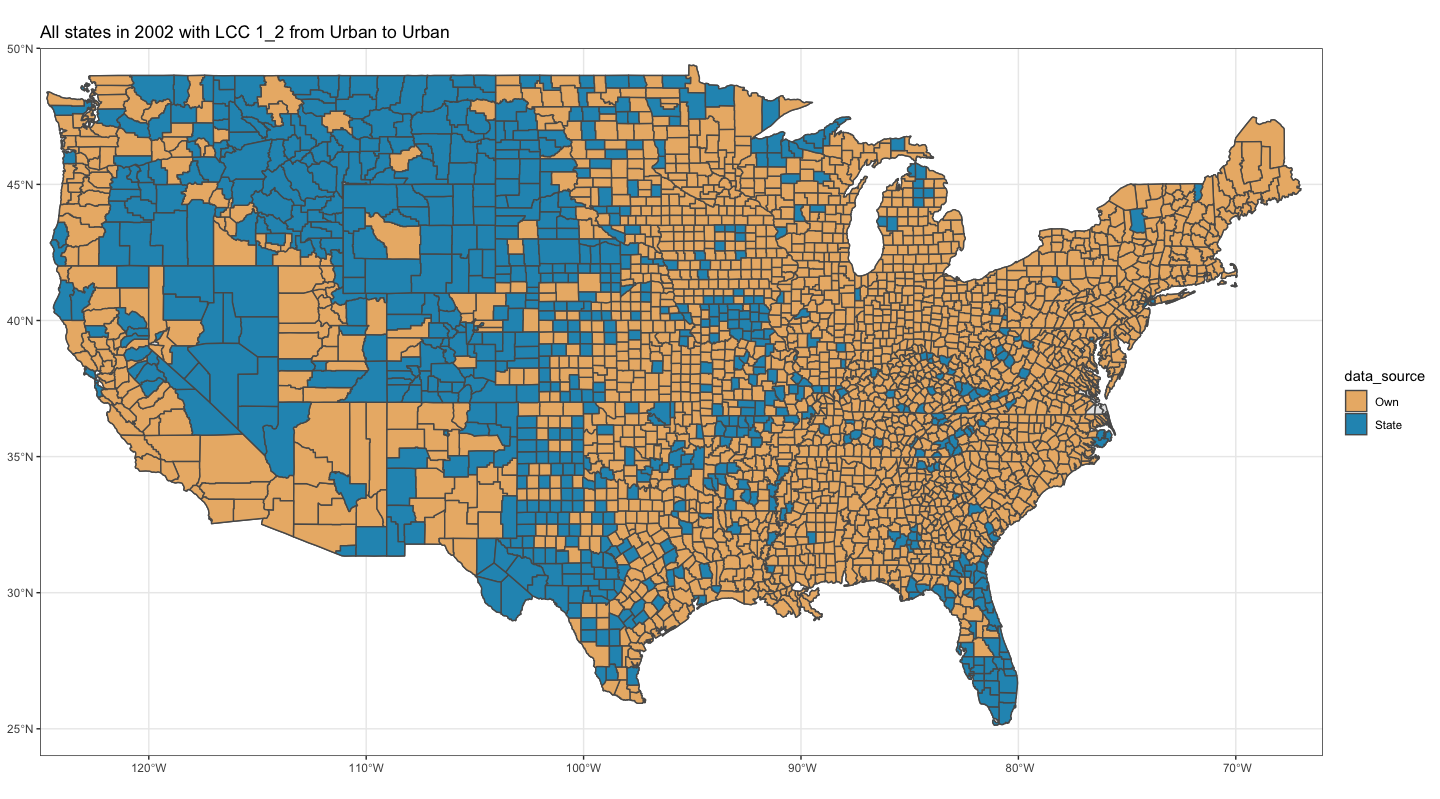 All states in 2002 with LCC 1_2 from Urban to Urban
50°N
45°N
40°N
35°N
30°N
25°N
120°W
110°W
100°W
90°W
80°W
70°W
data_source
Own
State